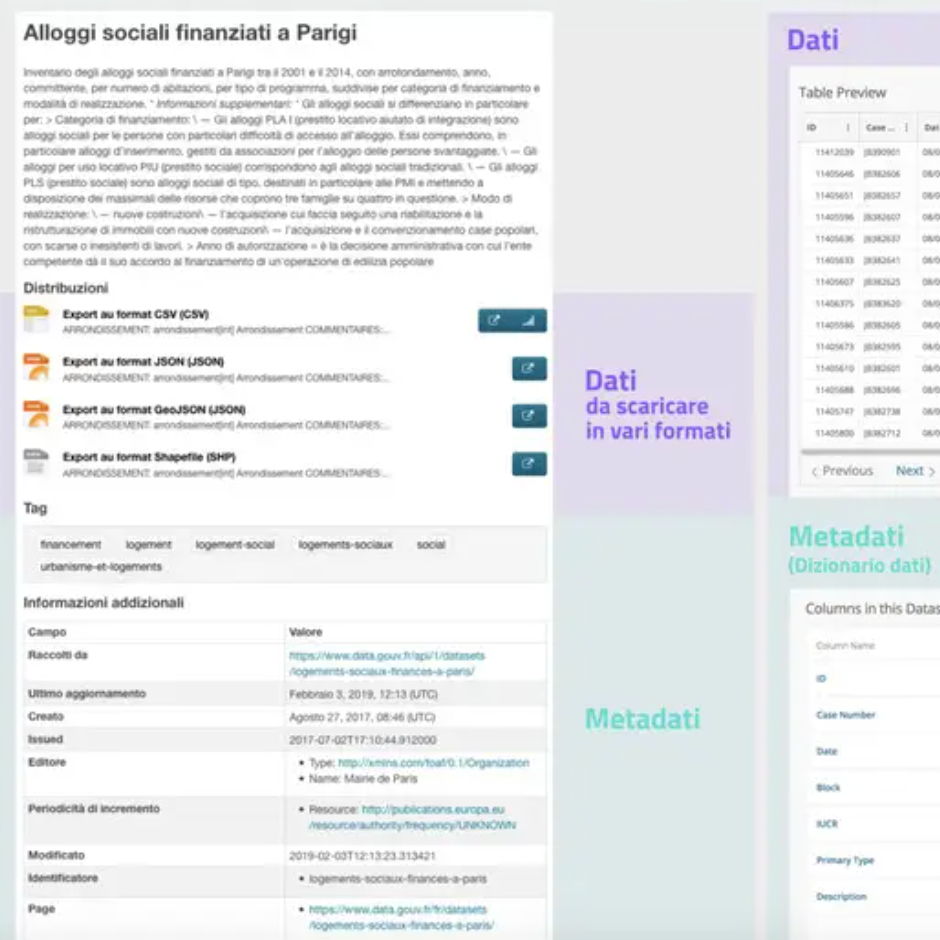 Alloggi sociali finanziati a Parigi
Inventario degli alloggi sociali finanziati a Parigi tra il 2001 e il 2014, con arrotondamento, anno,
committente, per numero di abitazioni, per tipo di programma, suddivise per categoria di finanziamento e
modalità di realizzazione. * Informazioni supplementari: * Gli alloggi sociali si differenziano in particolare
per: > Categoria di finanziamento: \ — Gli alloggi PLA I (prestito locativo aiutato di integrazione) sono
alloggi sociali per le persone con particolari difficoltà di accesso all'alloggio. Essi comprendono, in
particolare alloggi d'inserimento, gestiti da associazioni per l'alloggio delle persone svantaggiate. \ — Gli
alloggi per uso locativo PIU (prestito sociale) corrispondono agli alloggi sociali tradizionali. \ — Gli alloggi
PLS (prestito sociale) sono alloggi sociali di tipo, destinati in particolare alle PMI e mettendo a
disposizione dei massimali delle risorse che coprono tre famiglie su quattro in questione. > Modo di
realizzazione: \ — nuove costruzioni\ — l'acquisizione cui faccia seguito una riabilitazione e la
ristrutturazione di immobili con nuove costruzioni\ — l'acquisizione e il convenzionamento case popolari,
con scarse o inesistenti di lavori. > Anno di autorizzazione = è la decisione amministrativa con cui l'ente
competente dà il suo accordo al finanziamento di un'operazione di edilizia popolare
Distribuzioni
Export au format CSV (CSV)
ARRONDISSEMENT: arrondissement[int] Arrondissement COMMENTAIRES:...
Export au format JSON (JSON)
ARRONDISSEMENT: arrondissement[int] Arrondissement COMMENTAIRES:...
Export au format GeoJSON (JSON)
ARRONDISSEMENT: arrondissement[int] Arrondissement COMMENTAIRES:...
Export au format Shapefile (SHP)
ARRONDISSEMENT: arrondissement[int] Arrondissement COMMENTAIRES:...
Tag
financement logement logement-social logements-sociaux social
urbanisme-et-logements
Informazioni addizionali
Campo Valore
Raccolti da https://www.data.gouv.fr/api/1/datasets
/logements-sociaux-finances-a-paris/
Ultimo aggiornamento Febbraio 3, 2019, 12:13 (UTC)
Creato Agosto 27, 2017, 08:46 (UTC)
Issued 2017-07-02T17:10:44.912000
Editore • Type: http://xmlns.com/foaf/0.1/Organization
• Name: Mairie de Paris
Periodicità di incremento • Resource: http://publications.europa.eu
/resource/authority/frequency/UNKNOWN
Modificato 2019-02-03T12:13:23.313421
Identificatore • logements-sociaux-finances-a-paris
Page • https://www.data.gouv.fr/fr/datasets
/logements-sociaux-finances-a-paris/
Dati
da scaricare
in vari formati
Metadati
Dati
Table Preview
ID Case ... Dat
11412039 JB390901 08/0
11405646 JB382606 08/0
11405651 JB382657 08/0
11405596 JB382607 08/0
11405636 JB382637 08/0
11405633 JB382641 08/0
11405607 JB382625 08/0
11406375 JB383620 08/0
11405586 JB382605 08/0
11405673 JB382595 08/0
11405610 JB382601 08/0
11405688 JB382696 08/0
11405747 JB382738 08/0
11405800 JB382712 08/0
< Previous Next >
Metadati
(Dizionario dati)
Columns in this Datas
Column Name
ID
Case Number
Date
Block
IUCR
Primary Type
Description